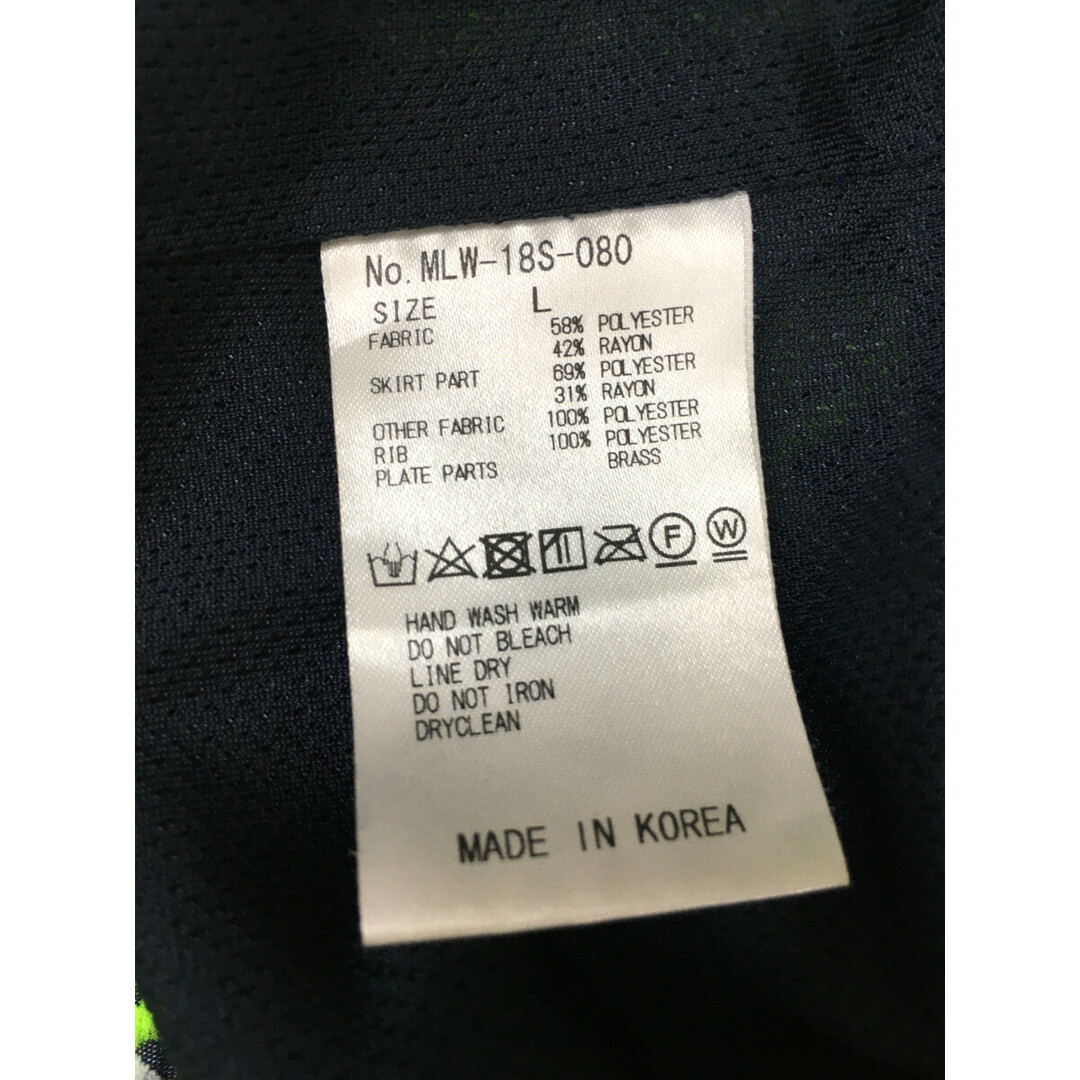 No. MLW-18S-080
SIZE L
FABRIC 58% POLYESTER
42% RAYON
SKIRT PART 69% POLYESTER
31% RAYON
OTHER FABRIC 100% POLYESTER
RIB 100% POLYESTER
PLATE PARTS BRASS
F W
HAND WASH WARM
DO NOT BLEACH
LINE DRY
DO NOT IRON
DRYCLEAN
MADE IN KOREA